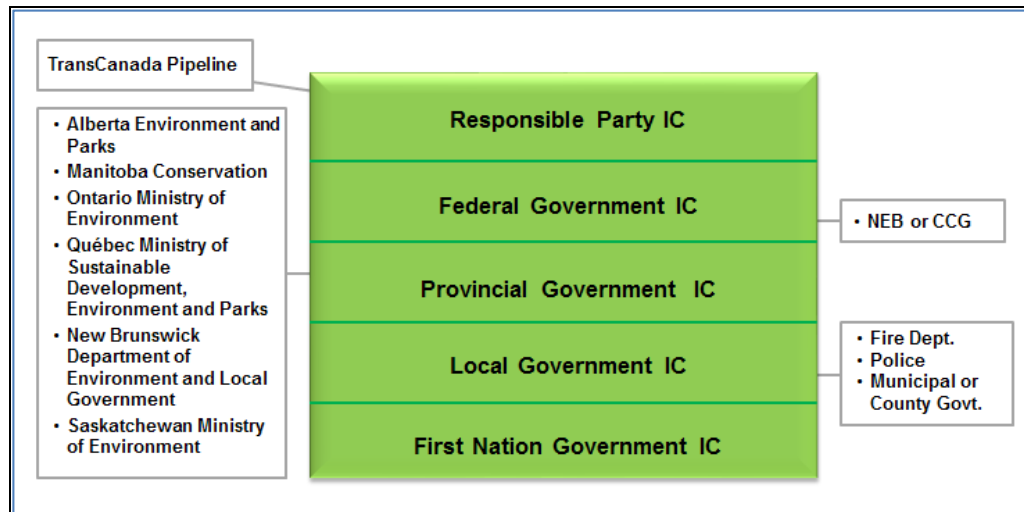 TransCanada Pipeline
• Alberta Environment and
Parks
• Manitoba Conservation
• Ontario Ministry of
Environment
• Québec Ministry of
Sustainable
Development,
Environment and Parks
• New Brunswick
Department of
Environment and Local
Government
• Saskatchewan Ministry
of Environment
Responsible Party IC
Federal Government IC
Provincial Government IC
Local Government IC
First Nation Government IC
• NEB or CCG
• Fire Dept.
• Police
• Municipal or
County Govt.